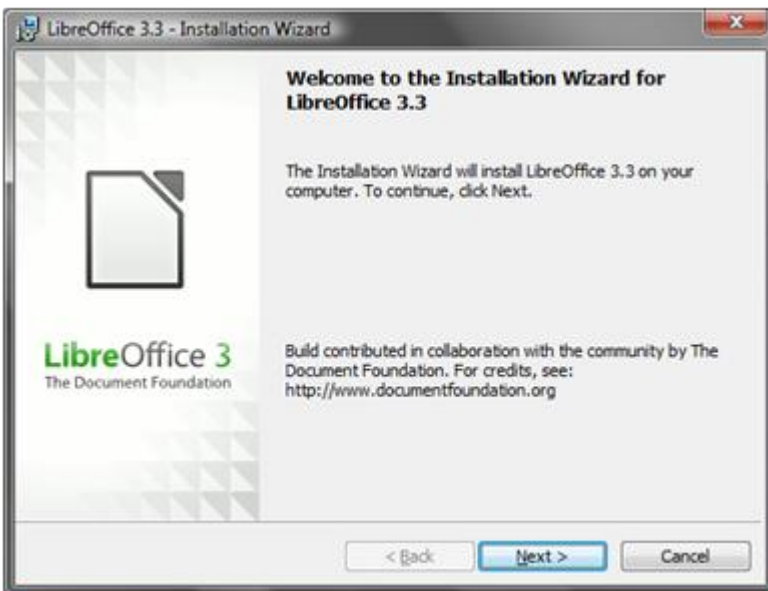 LibreOffice 3.3 - Installation Wizard
Welcome to the Installation Wizard for
LibreOffice 3.3
The Installation Wizard will install LibreOffice 3.3 on your
computer. To continue, click Next.
LibreOffice 3
The Document Foundation
Build contributed in collaboration with the community by The
Document Foundation. For credits, see:
http://www.documentfoundation.org
< Back
Next >
Cancel